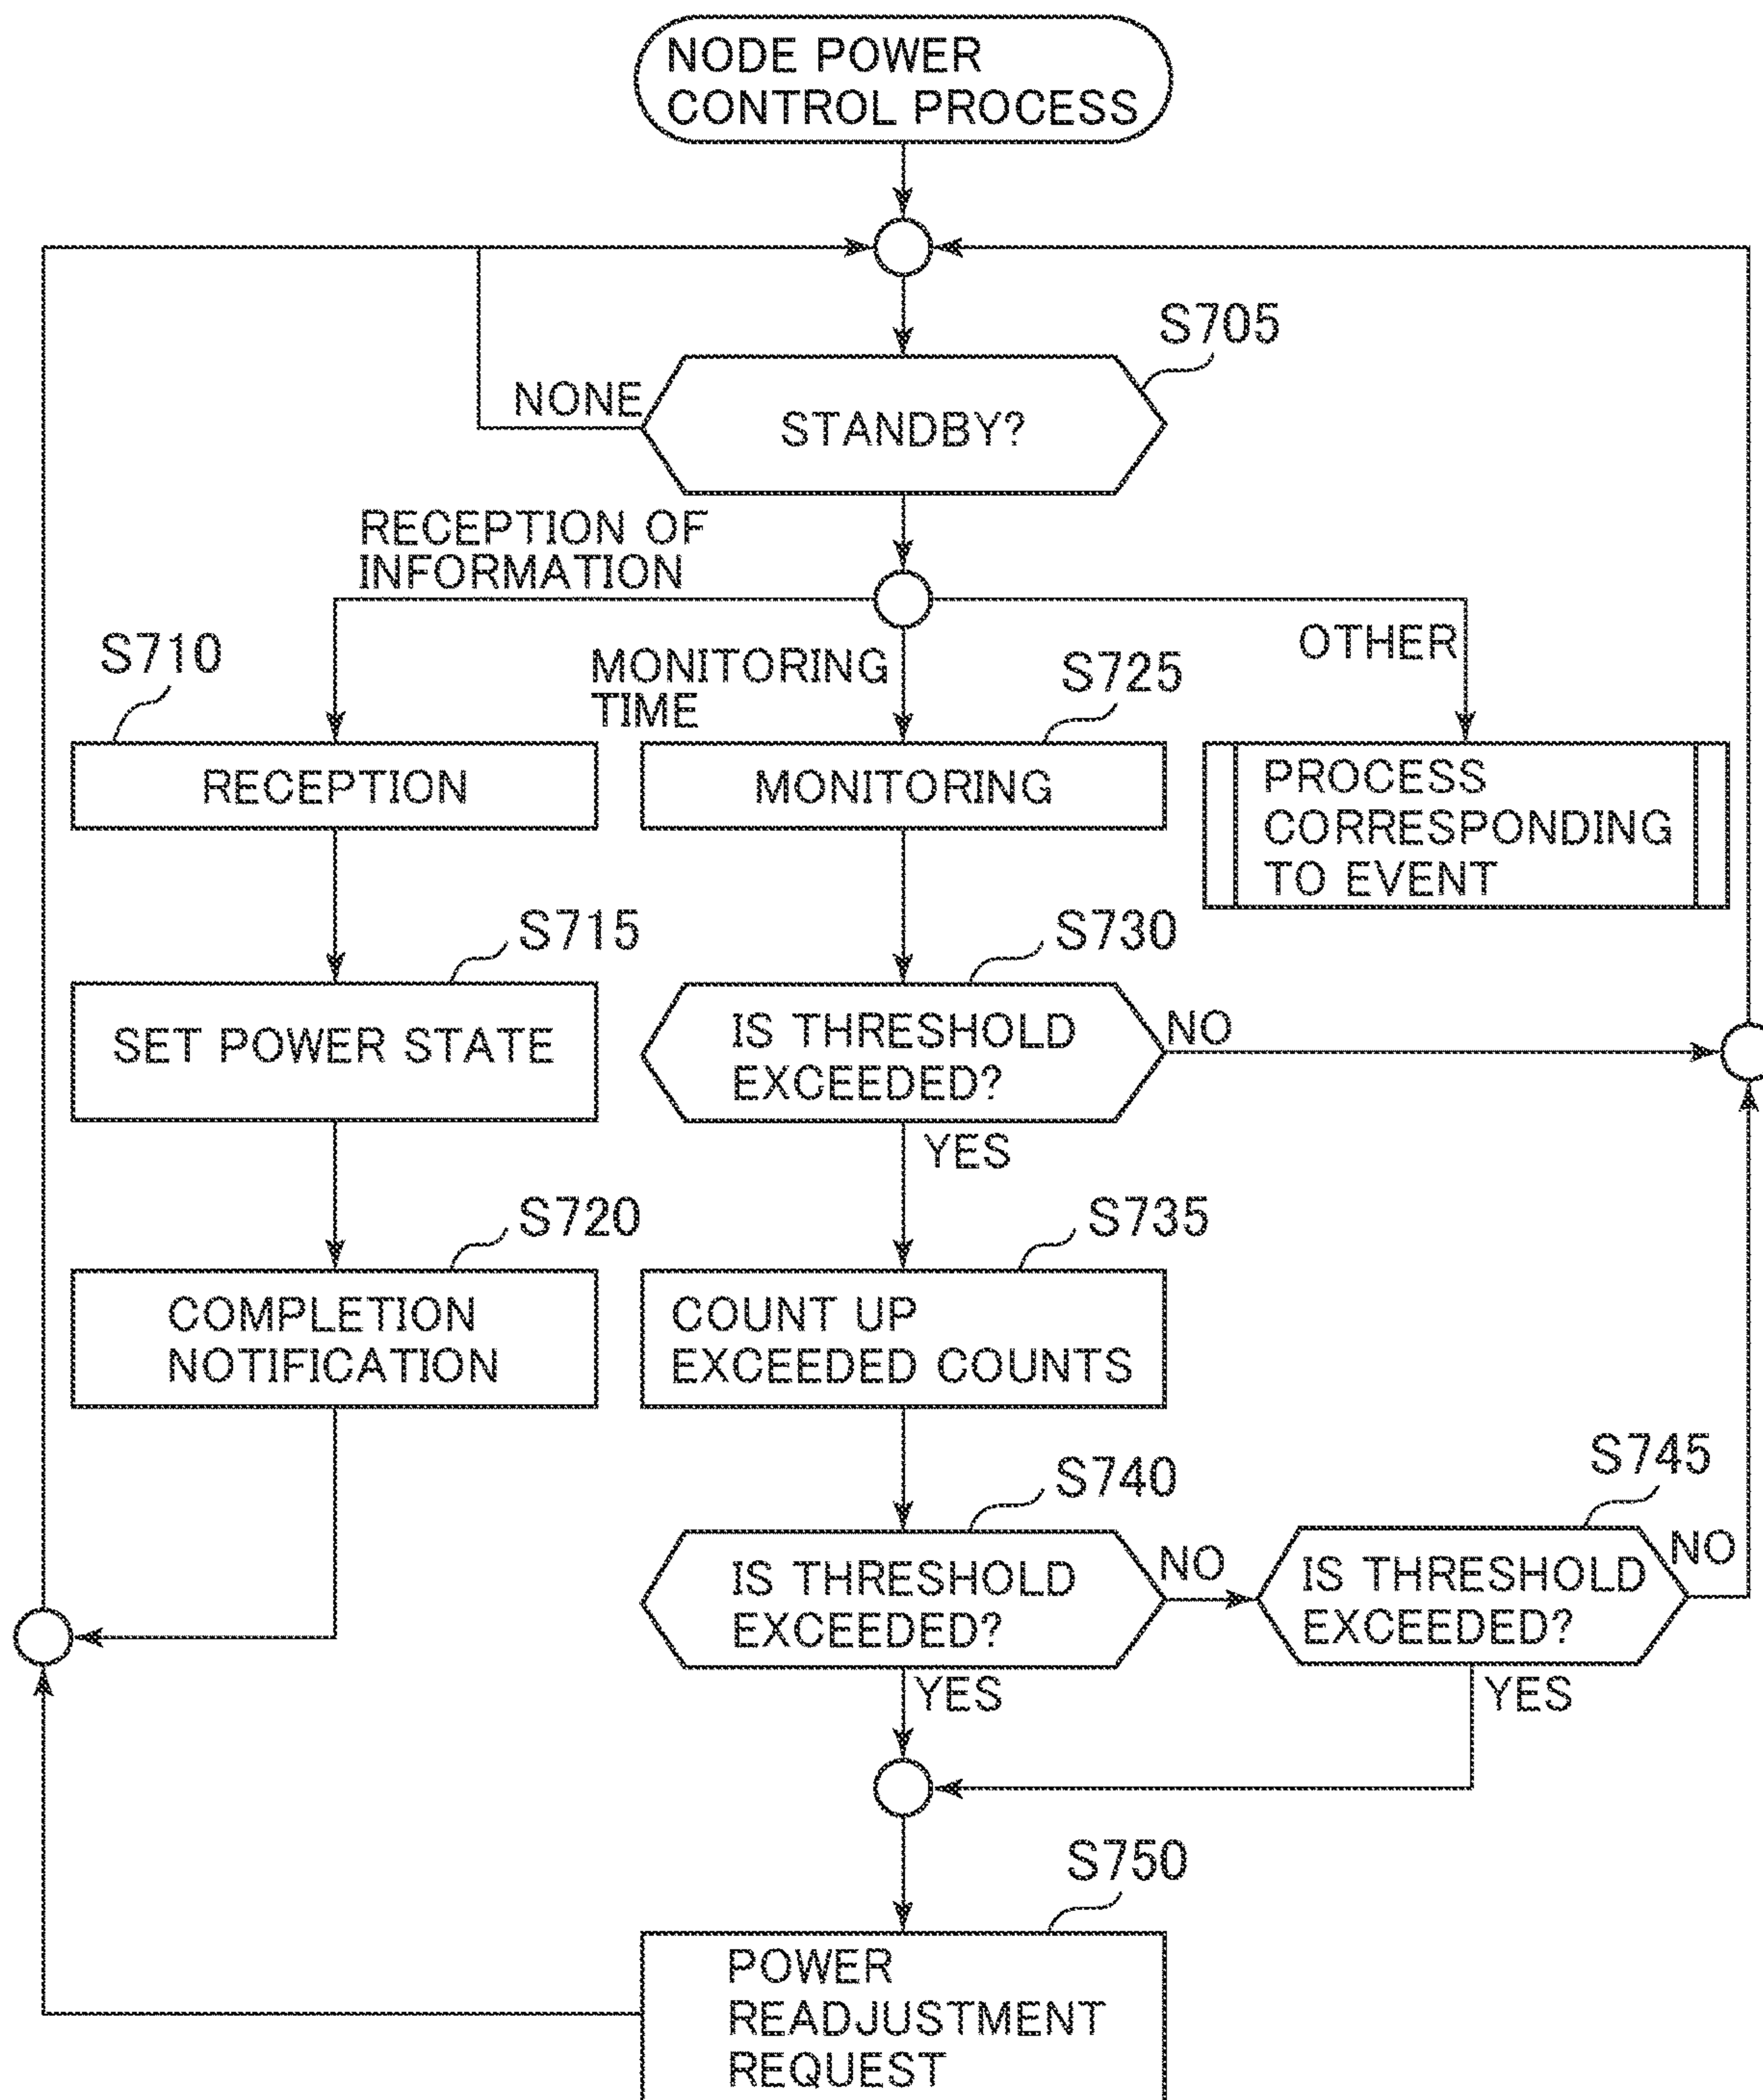 NODE POWER
CONTROL PROCESS
S705
NONE
STANDBY?
RECEPTION OF
INFORMATION
S710
MONITORING
TIME
S725
OTHER
RECEPTION
MONITORING
PROCESS
CORRESPONDING
TO EVENT
S715
S730
SET POWER STATE
IS THRESHOLD
EXCEEDED?
NO
YES
S720
S735
COMPLETION
NOTIFICATION
COUNT UP
EXCEEDED COUNTS
S740
S745
IS THRESHOLD
EXCEEDED?
NO
IS THRESHOLD
EXCEEDED?
NO
YES
YES
S750
POWER
READJUSTMENT
REQUEST